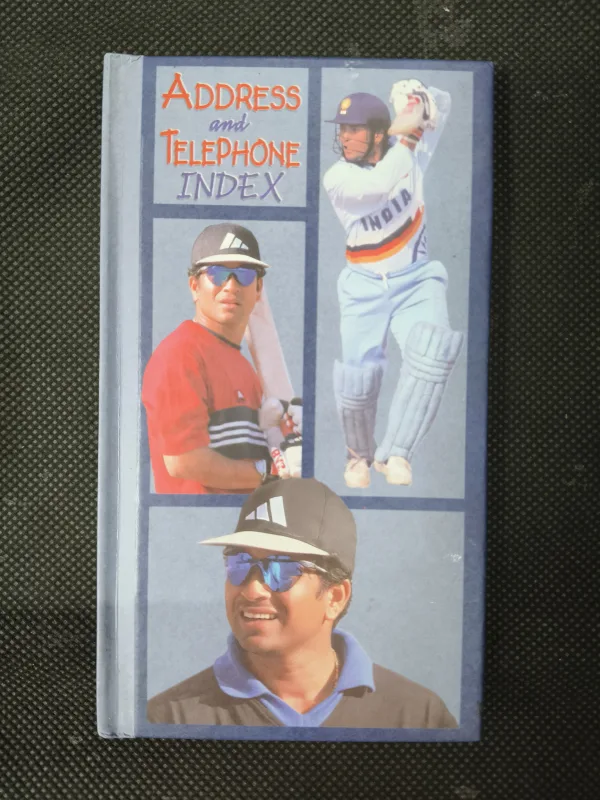 ADDRESS
and
TELEPHONE
INDEX
INDIA